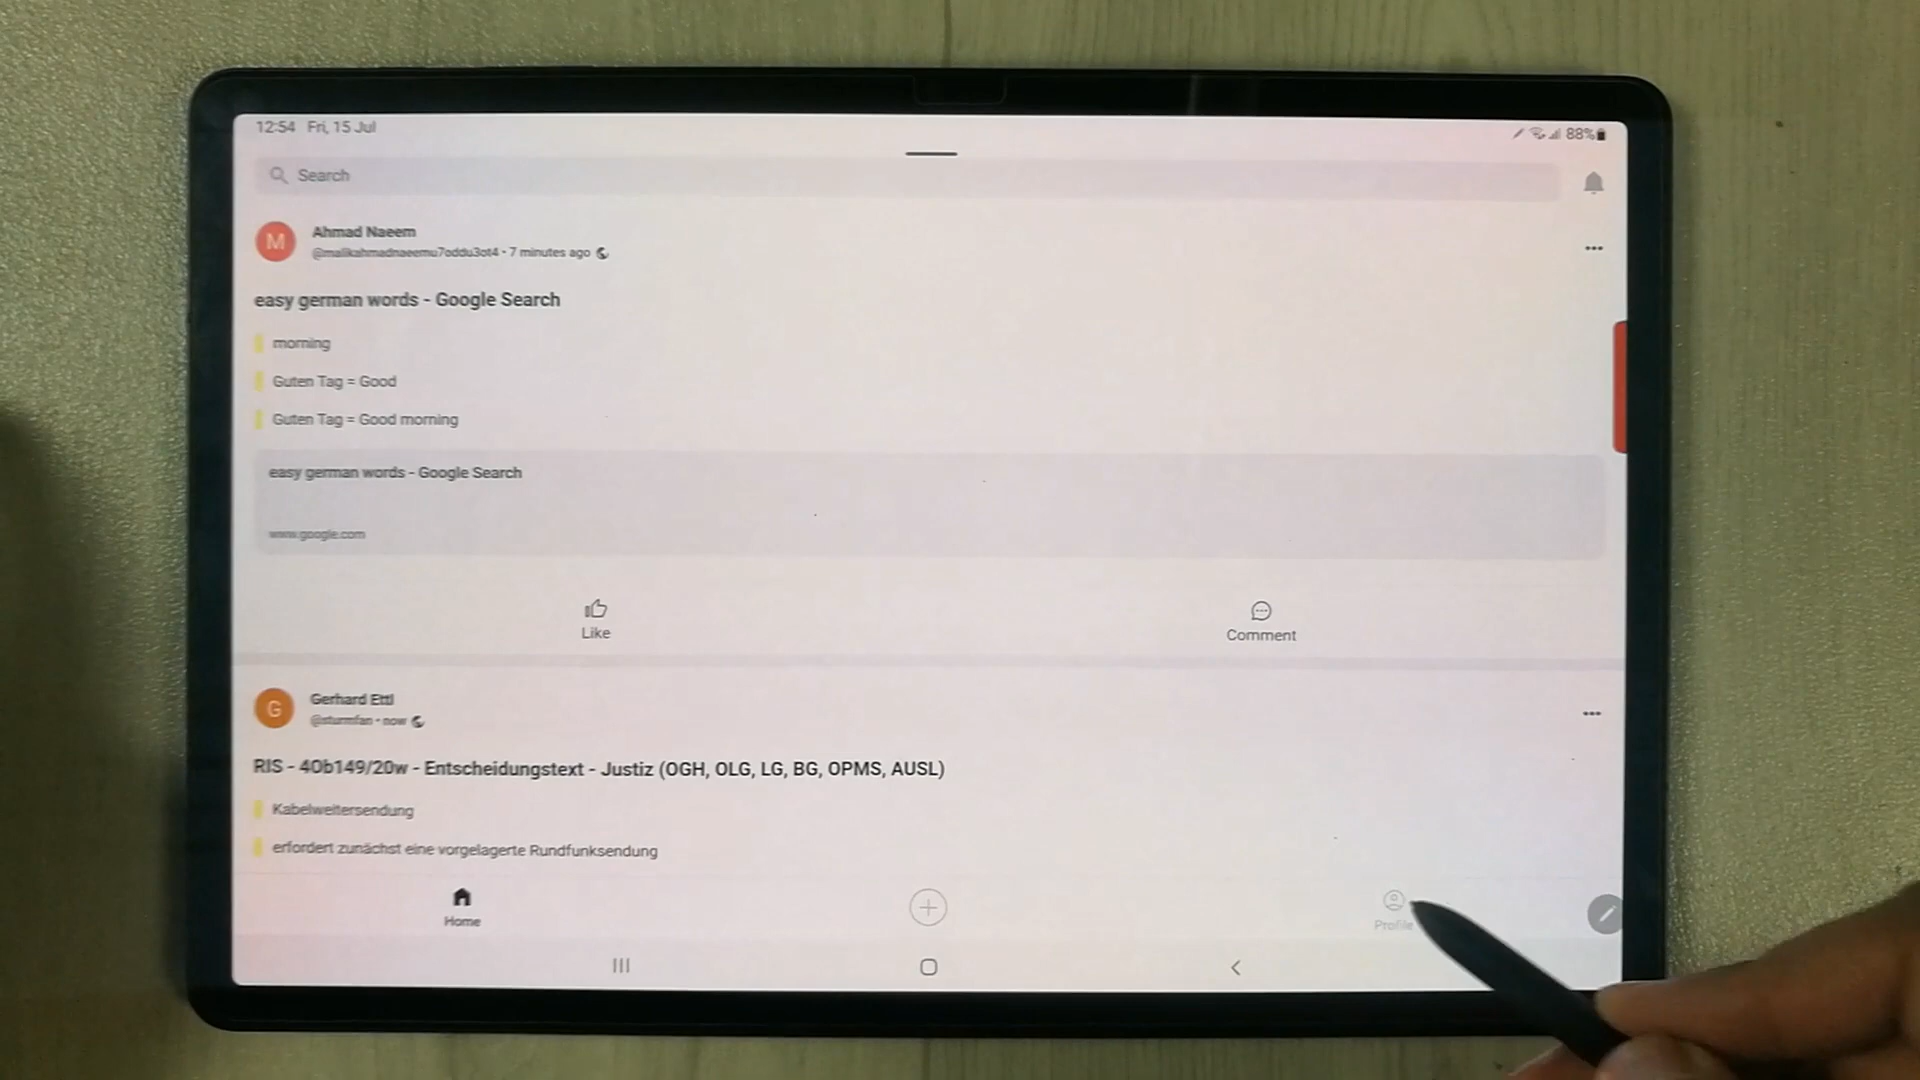 12:54 Fri, 15 Jul
88%
Search
M
Ahmad Naeem
@malikahmadnaeemu7oddu3ot4 • 7 minutes ago
easy german words - Google Search
morning
Guten Tag = Good
Guten Tag = Good morning
easy german words - Google Search
www.google.com
Like
Comment
G
Gerhard Ettl
@sturmfan • now
RIS - 4Ob149/20w - Entscheidungstext - Justiz (OGH, OLG, LG, BG, OPMS, AUSL)
Kabelweitersendung
erfordert zunächst eine vorgelagerte Rundfunksendung
Home
Profile